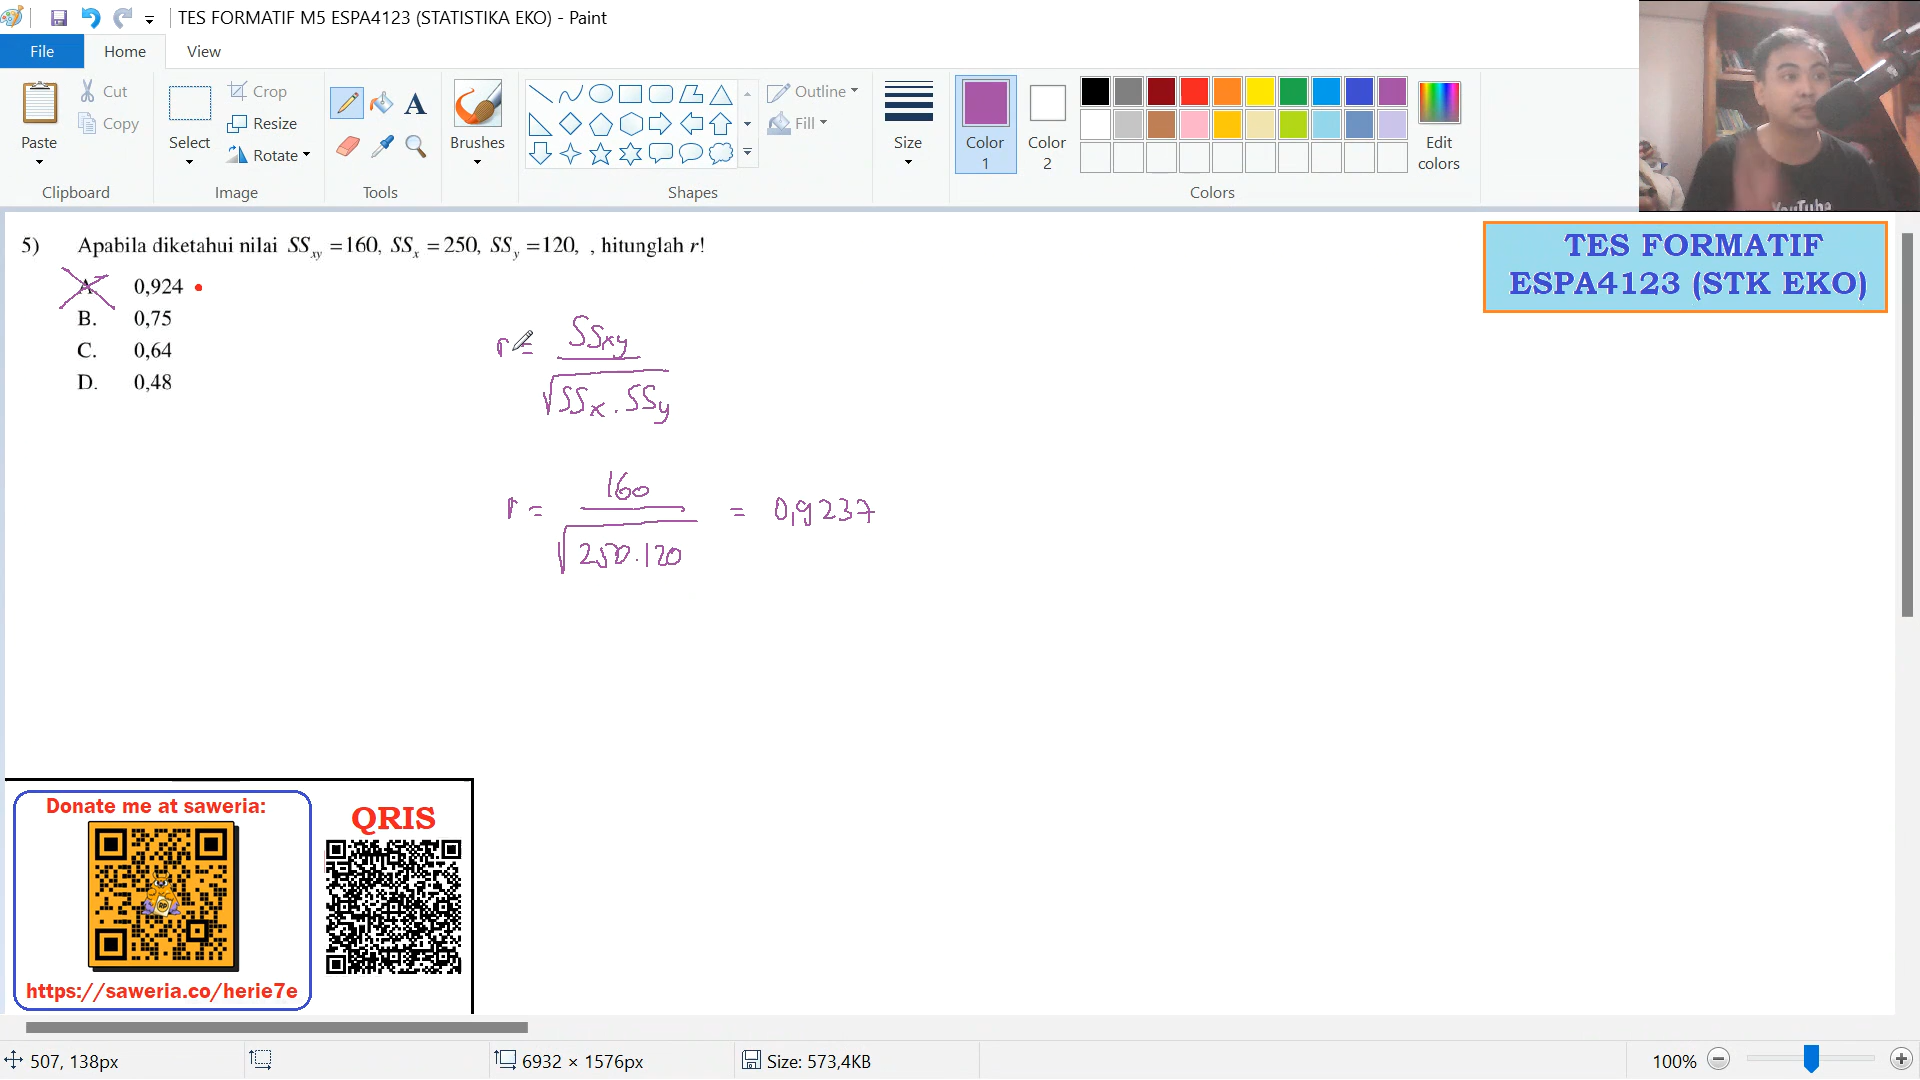 TES FORMATIF M5 ESPA4123 (STATISTIKA EKO) - Paint
File
Home
View
Paste
Cut
Copy
Clipboard
Select
Crop
Resize
Rotate
Image
Tools
Brushes
Shapes
Outline
Fill
Size
Color 1
Color 2
Edit colors
Colors
YouTube
TES FORMATIF
ESPA4123 (STK EKO)
5) Apabila diketahui nilai SSxy =160, SSx =250, SSy =120, , hitunglah r!
A. 0,924
B. 0,75
C. 0,64
D. 0,48
r = SSxy / √SSx . SSy
r = 160 / √250.120 = 0,9237
Donate me at saweria:
RP
https://saweria.co/herie7e
QRIS
507, 138px
6932 × 1576px
Size: 573,4KB
100%